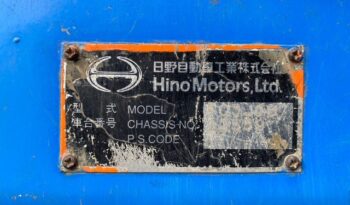 日野自動車工業株式会社
Hino Motors, Ltd.
型 式 MODEL
車台番号 CHASSIS NO.
P.S. CODE